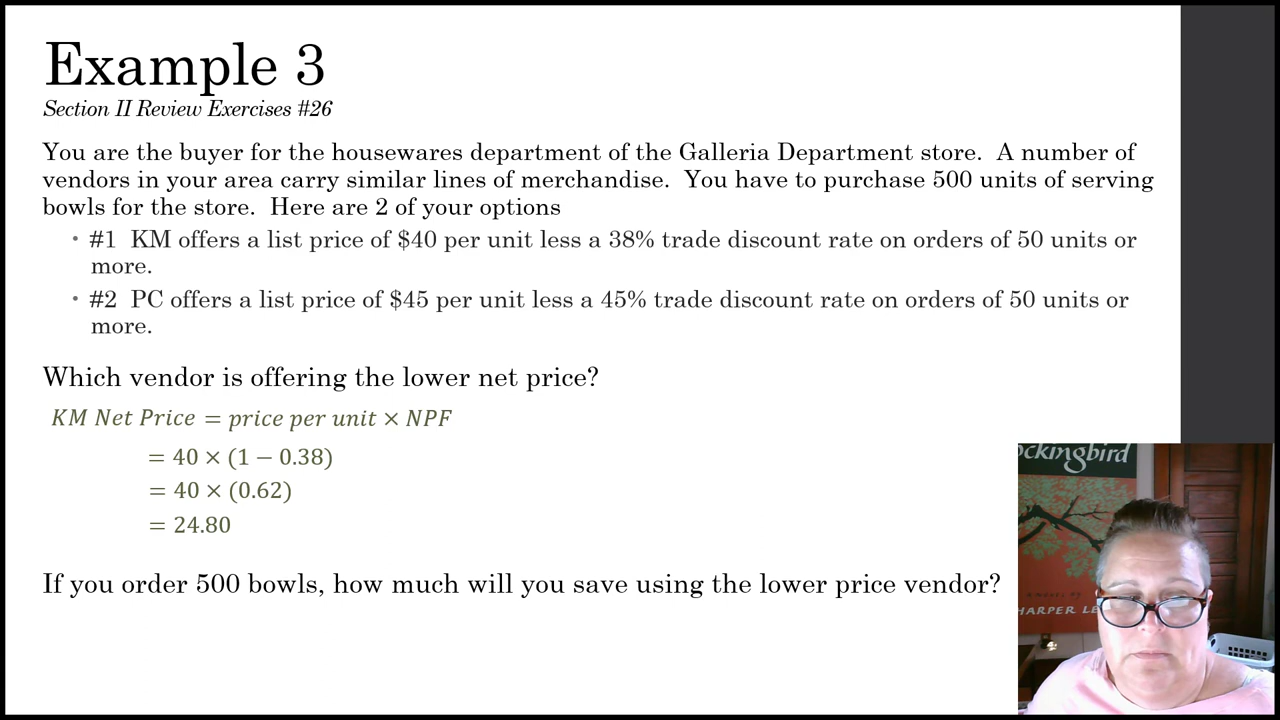 Example 3
Section II Review Exercises #26
You are the buyer for the housewares department of the Galleria Department store.  A number of
vendors in your area carry similar lines of merchandise.  You have to purchase 500 units of serving
bowls for the store.  Here are 2 of your options
• #1  KM offers a list price of $40 per unit less a 38% trade discount rate on orders of 50 units or
more.
• #2  PC offers a list price of $45 per unit less a 45% trade discount rate on orders of 50 units or
more.
Which vendor is offering the lower net price?
KM Net Price = price per unit × NPF
= 40 × (1 − 0.38)
= 40 × (0.62)
= 24.80
If you order 500 bowls, how much will you save using the lower price vendor?
ockingbird
HARPER LE